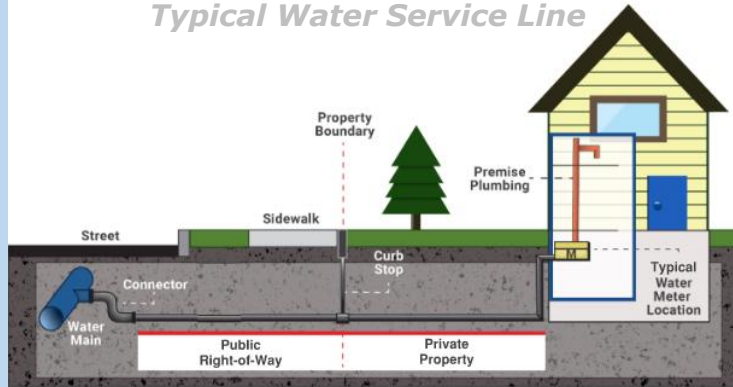 Typical Water Service Line
Property
Boundary
Premise
Plumbing
Sidewalk
Street
Curb
Stop
M
Connector
Typical
Water
Meter
Location
Water
Main
Public
Right-of-Way
Private
Property